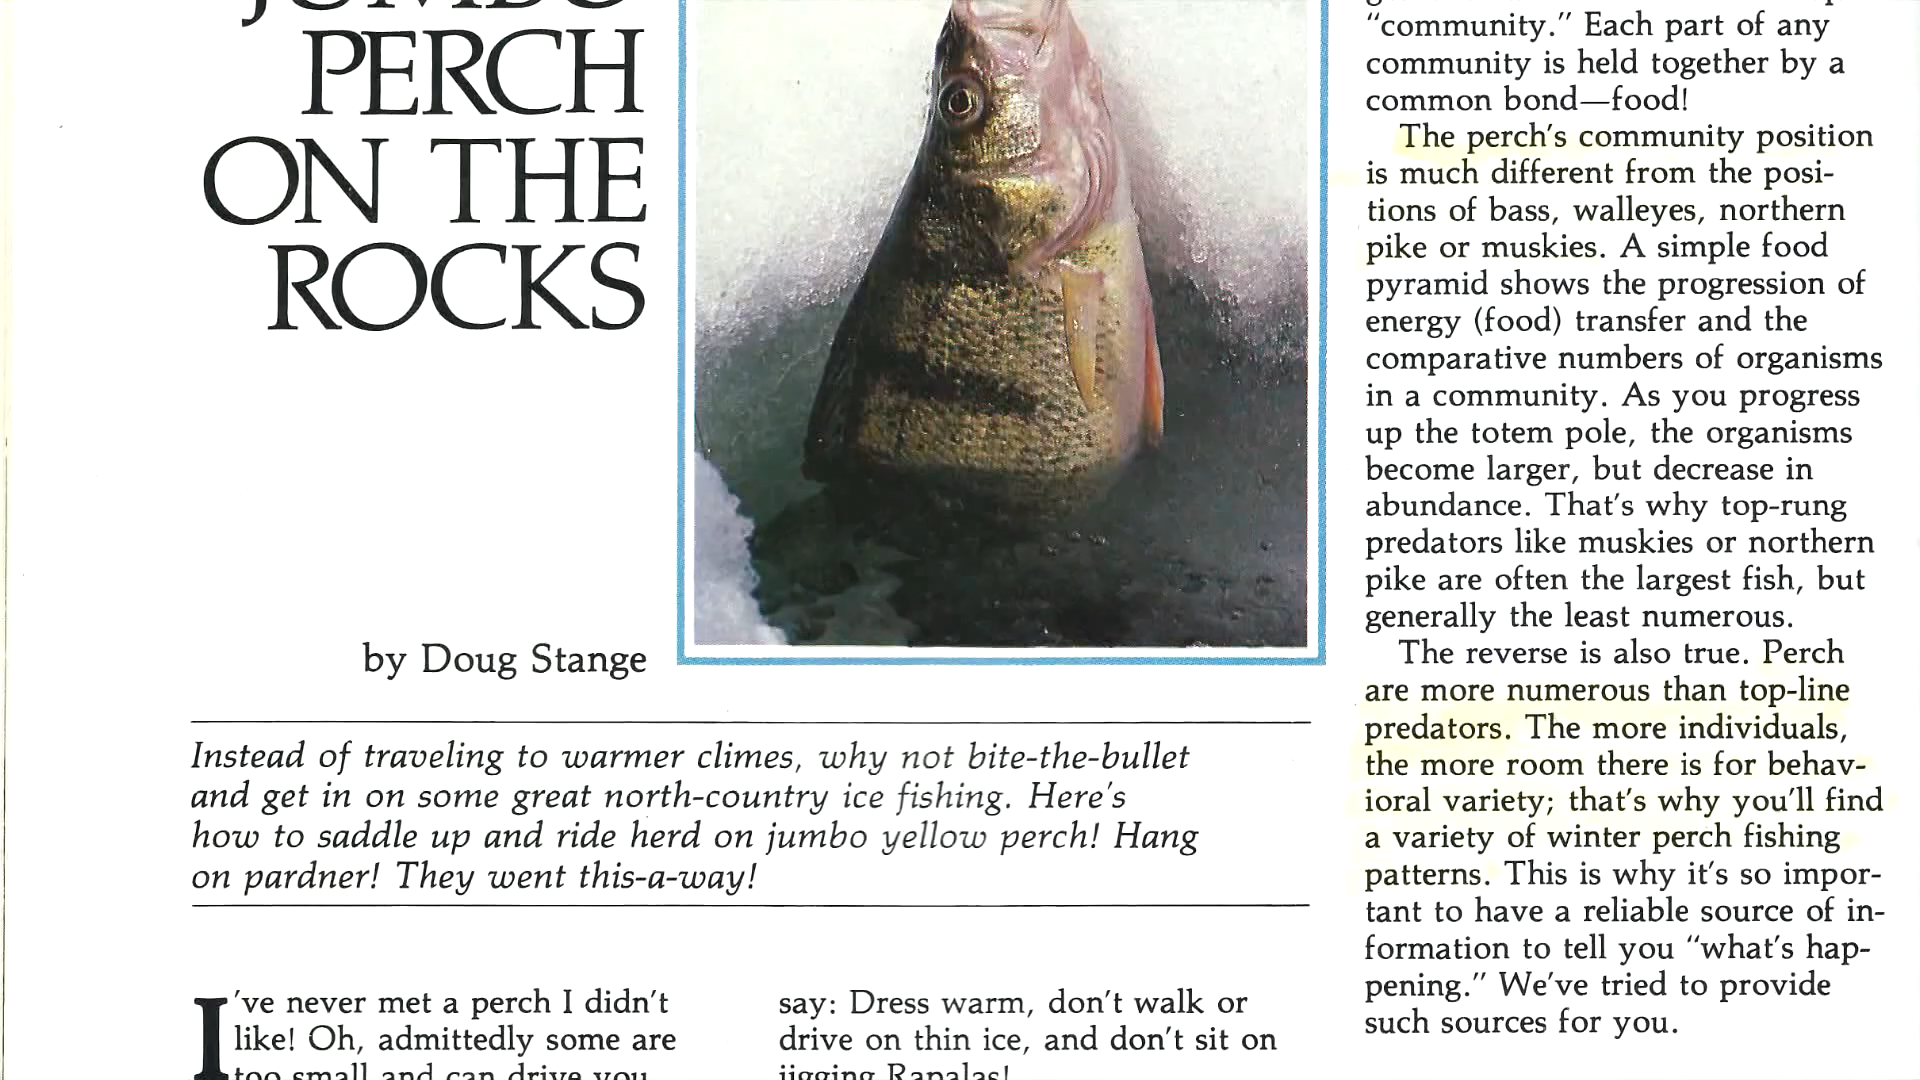 JUMBO
PERCH
ON THE
ROCKS
by Doug Stange
Instead of traveling to warmer climes, why not bite-the-bullet
and get in on some great north-country ice fishing. Here's
how to saddle up and ride herd on jumbo yellow perch! Hang
on pardner! They went this-a-way!
I've never met a perch I didn't
like! Oh, admittedly some are
too small and can drive you
say: Dress warm, don't walk or
drive on thin ice, and don't sit on
jigging Rapalas!
“community.” Each part of any
community is held together by a
common bond—food!
The perch's community position
is much different from the posi-
tions of bass, walleyes, northern
pike or muskies. A simple food
pyramid shows the progression of
energy (food) transfer and the
comparative numbers of organisms
in a community. As you progress
up the totem pole, the organisms
become larger, but decrease in
abundance. That's why top-rung
predators like muskies or northern
pike are often the largest fish, but
generally the least numerous.
The reverse is also true. Perch
are more numerous than top-line
predators. The more individuals,
the more room there is for behav-
ioral variety; that's why you'll find
a variety of winter perch fishing
patterns. This is why it's so impor-
tant to have a reliable source of in-
formation to tell you “what's hap-
pening.” We've tried to provide
such sources for you.